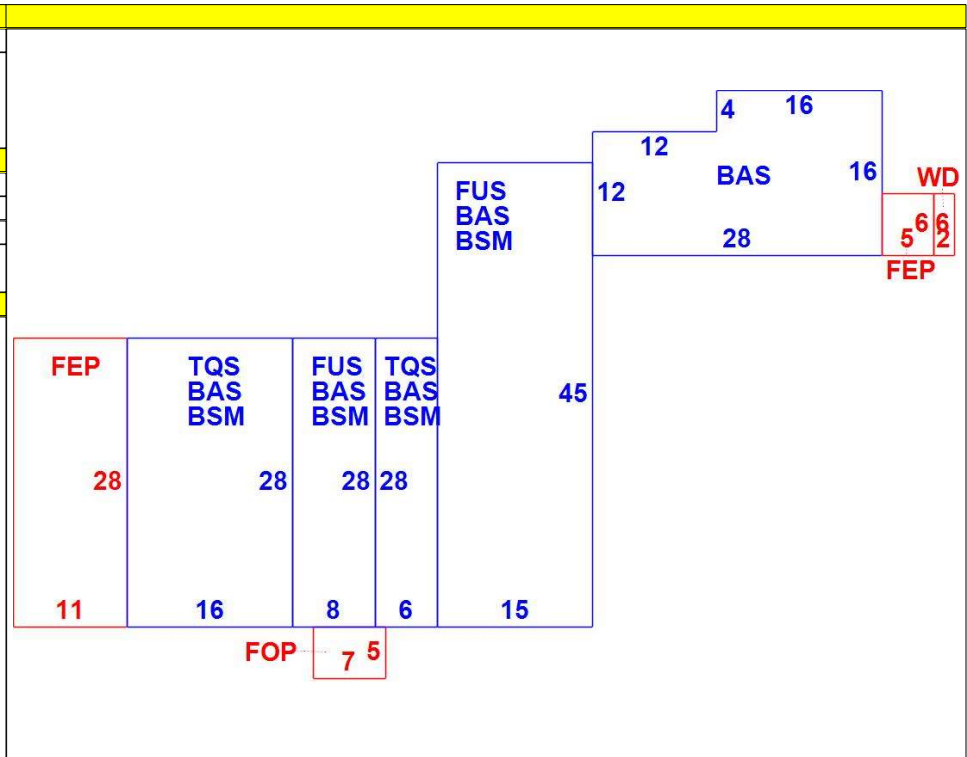 4 16
12
BAS 16
WD
FUS
BAS
BSM
12
6 6
5 2
28
FEP
FEP
TQS
BAS
BSM
FUS
BAS
BSM
TQS
BAS
BSM
45
28 28 28 28
11 16 8 6 15
FOP 7 5